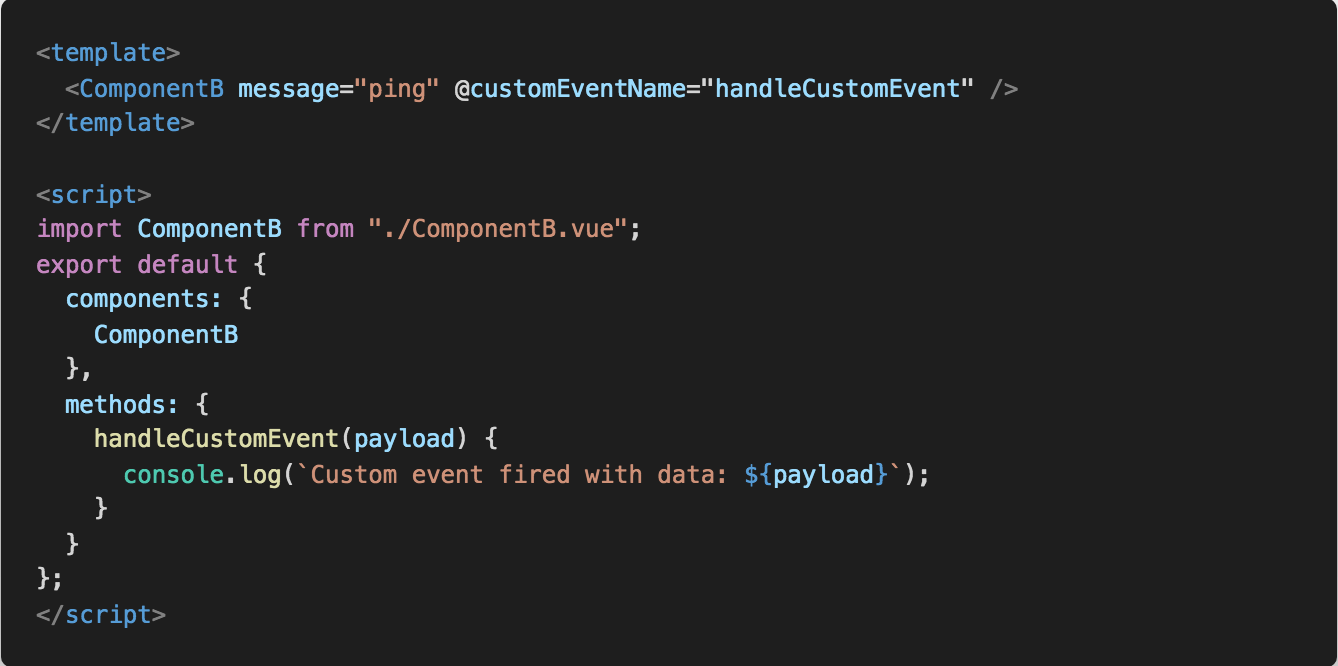 <template>
  <ComponentB message="ping" @customEventName="handleCustomEvent" />
</template>

<script>
import ComponentB from "./ComponentB.vue";
export default {
  components: {
    ComponentB
  },
  methods: {
    handleCustomEvent(payload) {
      console.log(`Custom event fired with data: ${payload}`);
    }
  }
};
</script>